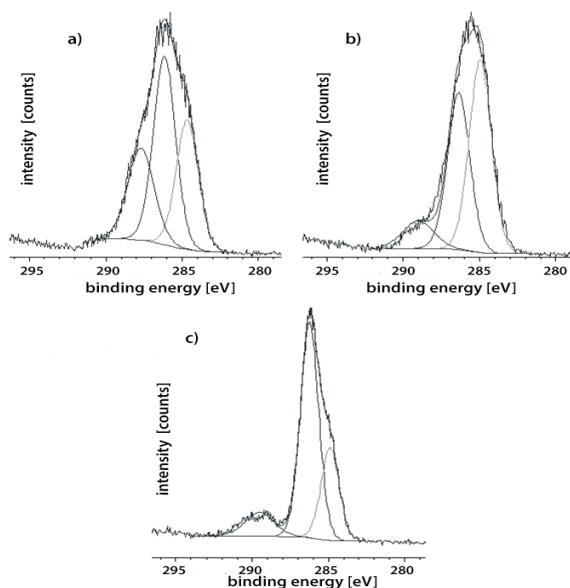 a)
intensity [counts]
295 290 285 280
binding energy [eV]
b)
intensity [counts]
295 290 285 280
binding energy [eV]
c)
intensity [counts]
295 290 285 280
binding energy [eV]